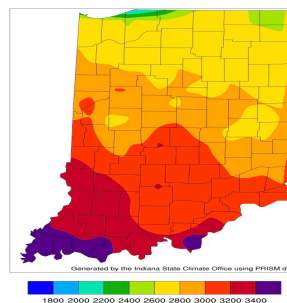 Generated by the Indiana State Climate Office using PRISM d
1800 2000 2200 2400 2600 2800 3000 3200 3400